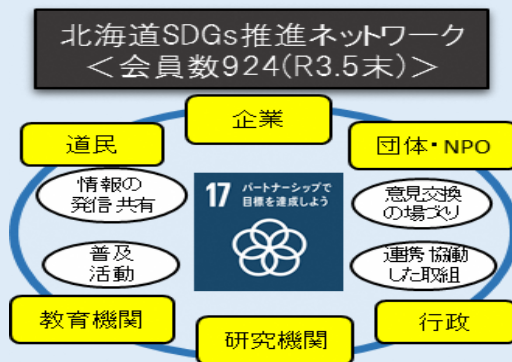 北海道SDGs推進ネットワーク
＜会員数924(R3.5末)＞
企業
道民
団体・NPO
情報の
発信 共有
17 パートナーシップで
目標を達成しよう
意見交換
の場づくり
普及
活動
連携 協働
した取組
教育機関
研究機関
行政